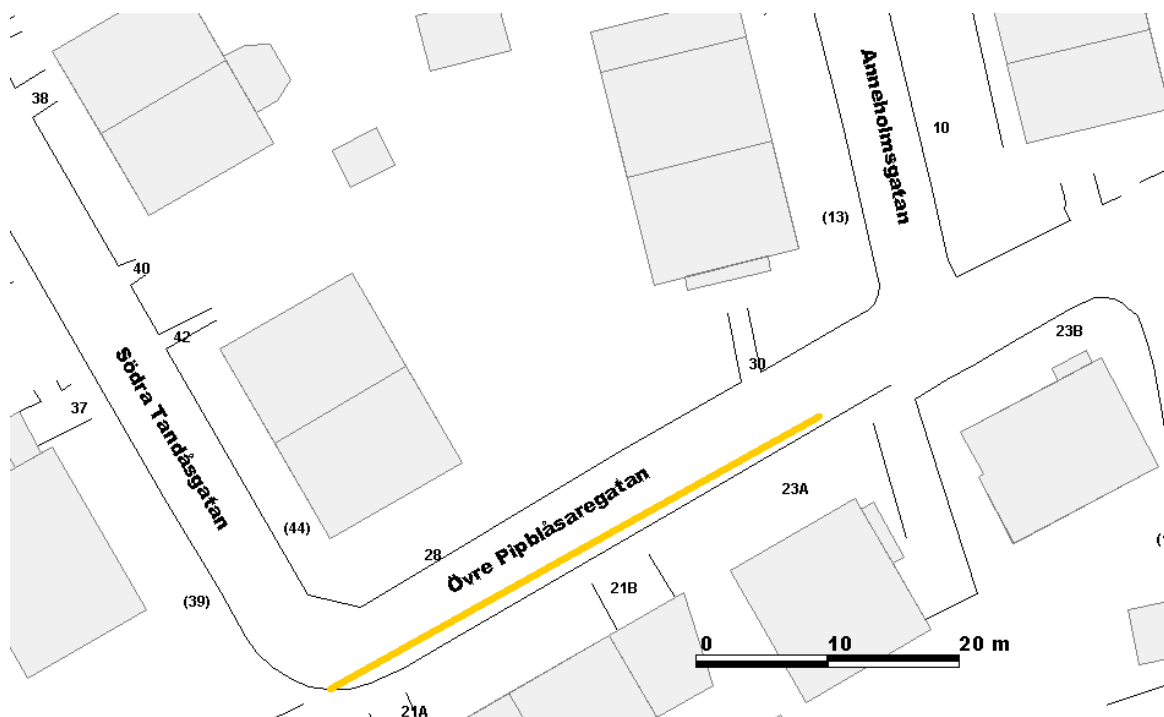 38
Anneholmsgatan
10
(13)
40
42
Södra Tandåsgatan
23B
30
37
23A
(44)
Övre Pipblåsaregatan
28
21B
(39)
0 10 20 m
21A